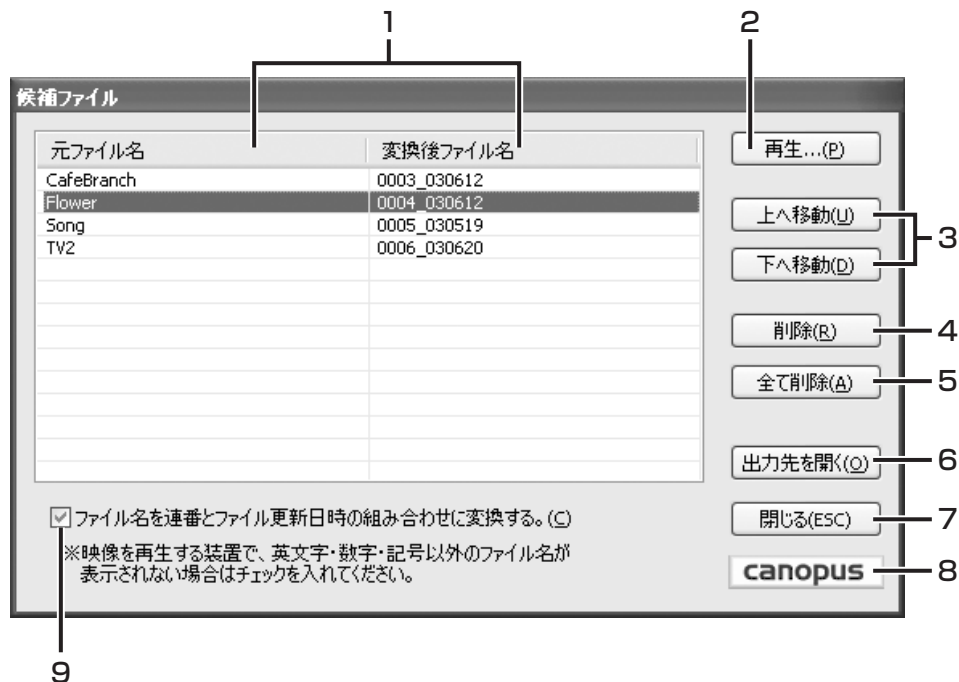 1
2
候補ファイル
元ファイル名 変換後ファイル名
再生...(P)
CafeBranch 0003_030612
Flower 0004_030612
Song 0005_030519
TV2 0006_030620
上へ移動(U)
下へ移動(D)
3
削除(R)
4
全て削除(A)
5
出力先を開く(O)
6
ファイル名を連番とファイル更新日時の組み合わせに変換する。(C)
閉じる(ESC)
7
※映像を再生する装置で、英文字・数字・記号以外のファイル名が
表示されない場合はチェックを入れてください。
canopus
8
9